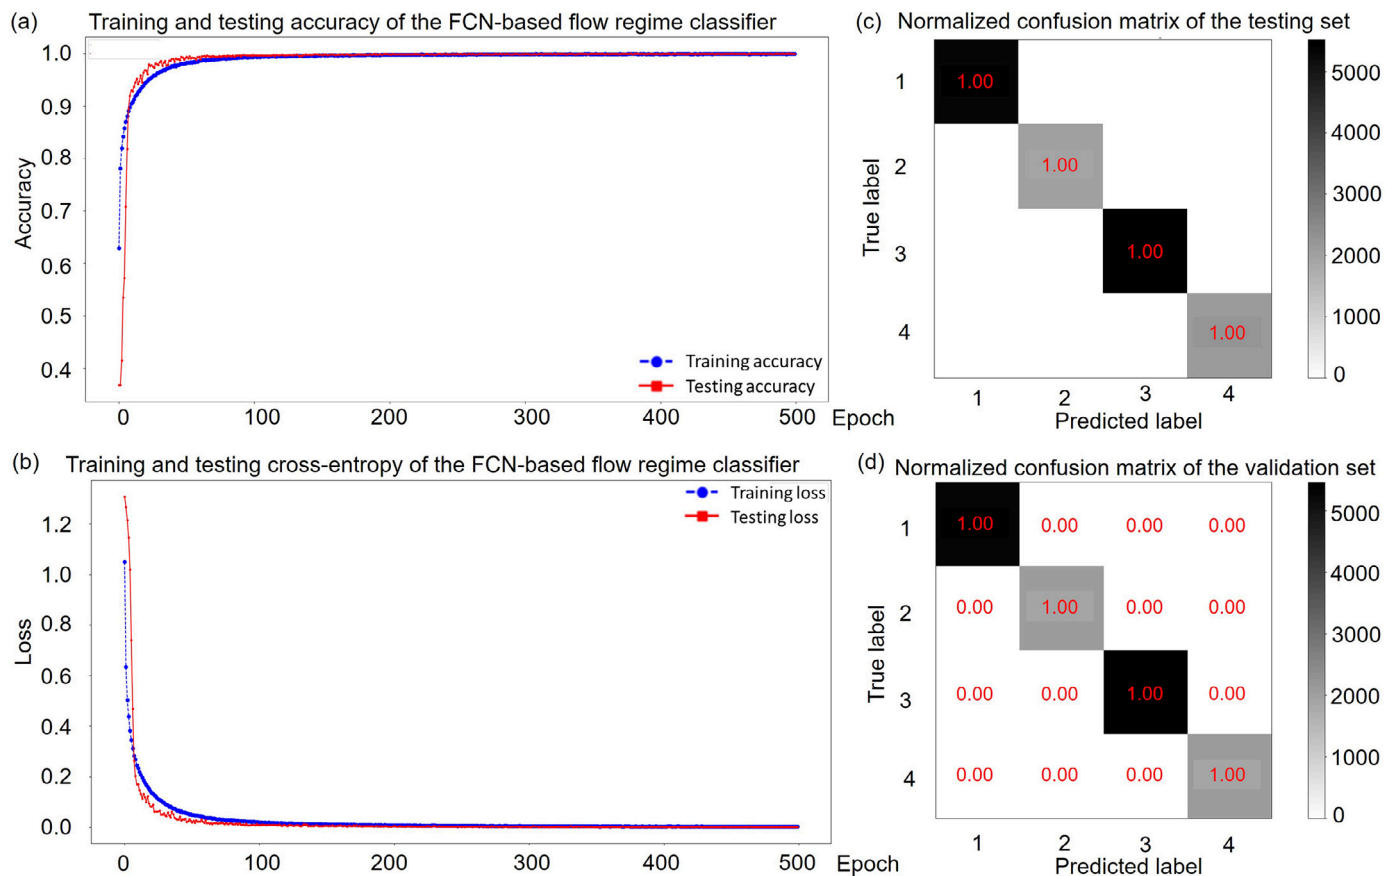 (a) Training and testing accuracy of the FCN-based flow regime classifier
1.0
0.9
0.8
0.7
0.6
0.5
0.4
Accuracy
Training accuracy
Testing accuracy
0 100 200 300 400 500 Epoch
(b) Training and testing cross-entropy of the FCN-based flow regime classifier
1.2
1.0
0.8
0.6
0.4
0.2
0.0
Loss
Training loss
Testing loss
0 100 200 300 400 500 Epoch
(c) Normalized confusion matrix of the testing set
True label
1 1.00
2 1.00
3 1.00
4 1.00
1 2 3 4
Predicted label
5000
4000
3000
2000
1000
0
(d) Normalized confusion matrix of the validation set
True label
1 1.00 0.00 0.00 0.00
2 0.00 1.00 0.00 0.00
3 0.00 0.00 1.00 0.00
4 0.00 0.00 0.00 1.00
1 2 3 4
Predicted label
5000
4000
3000
2000
1000
0